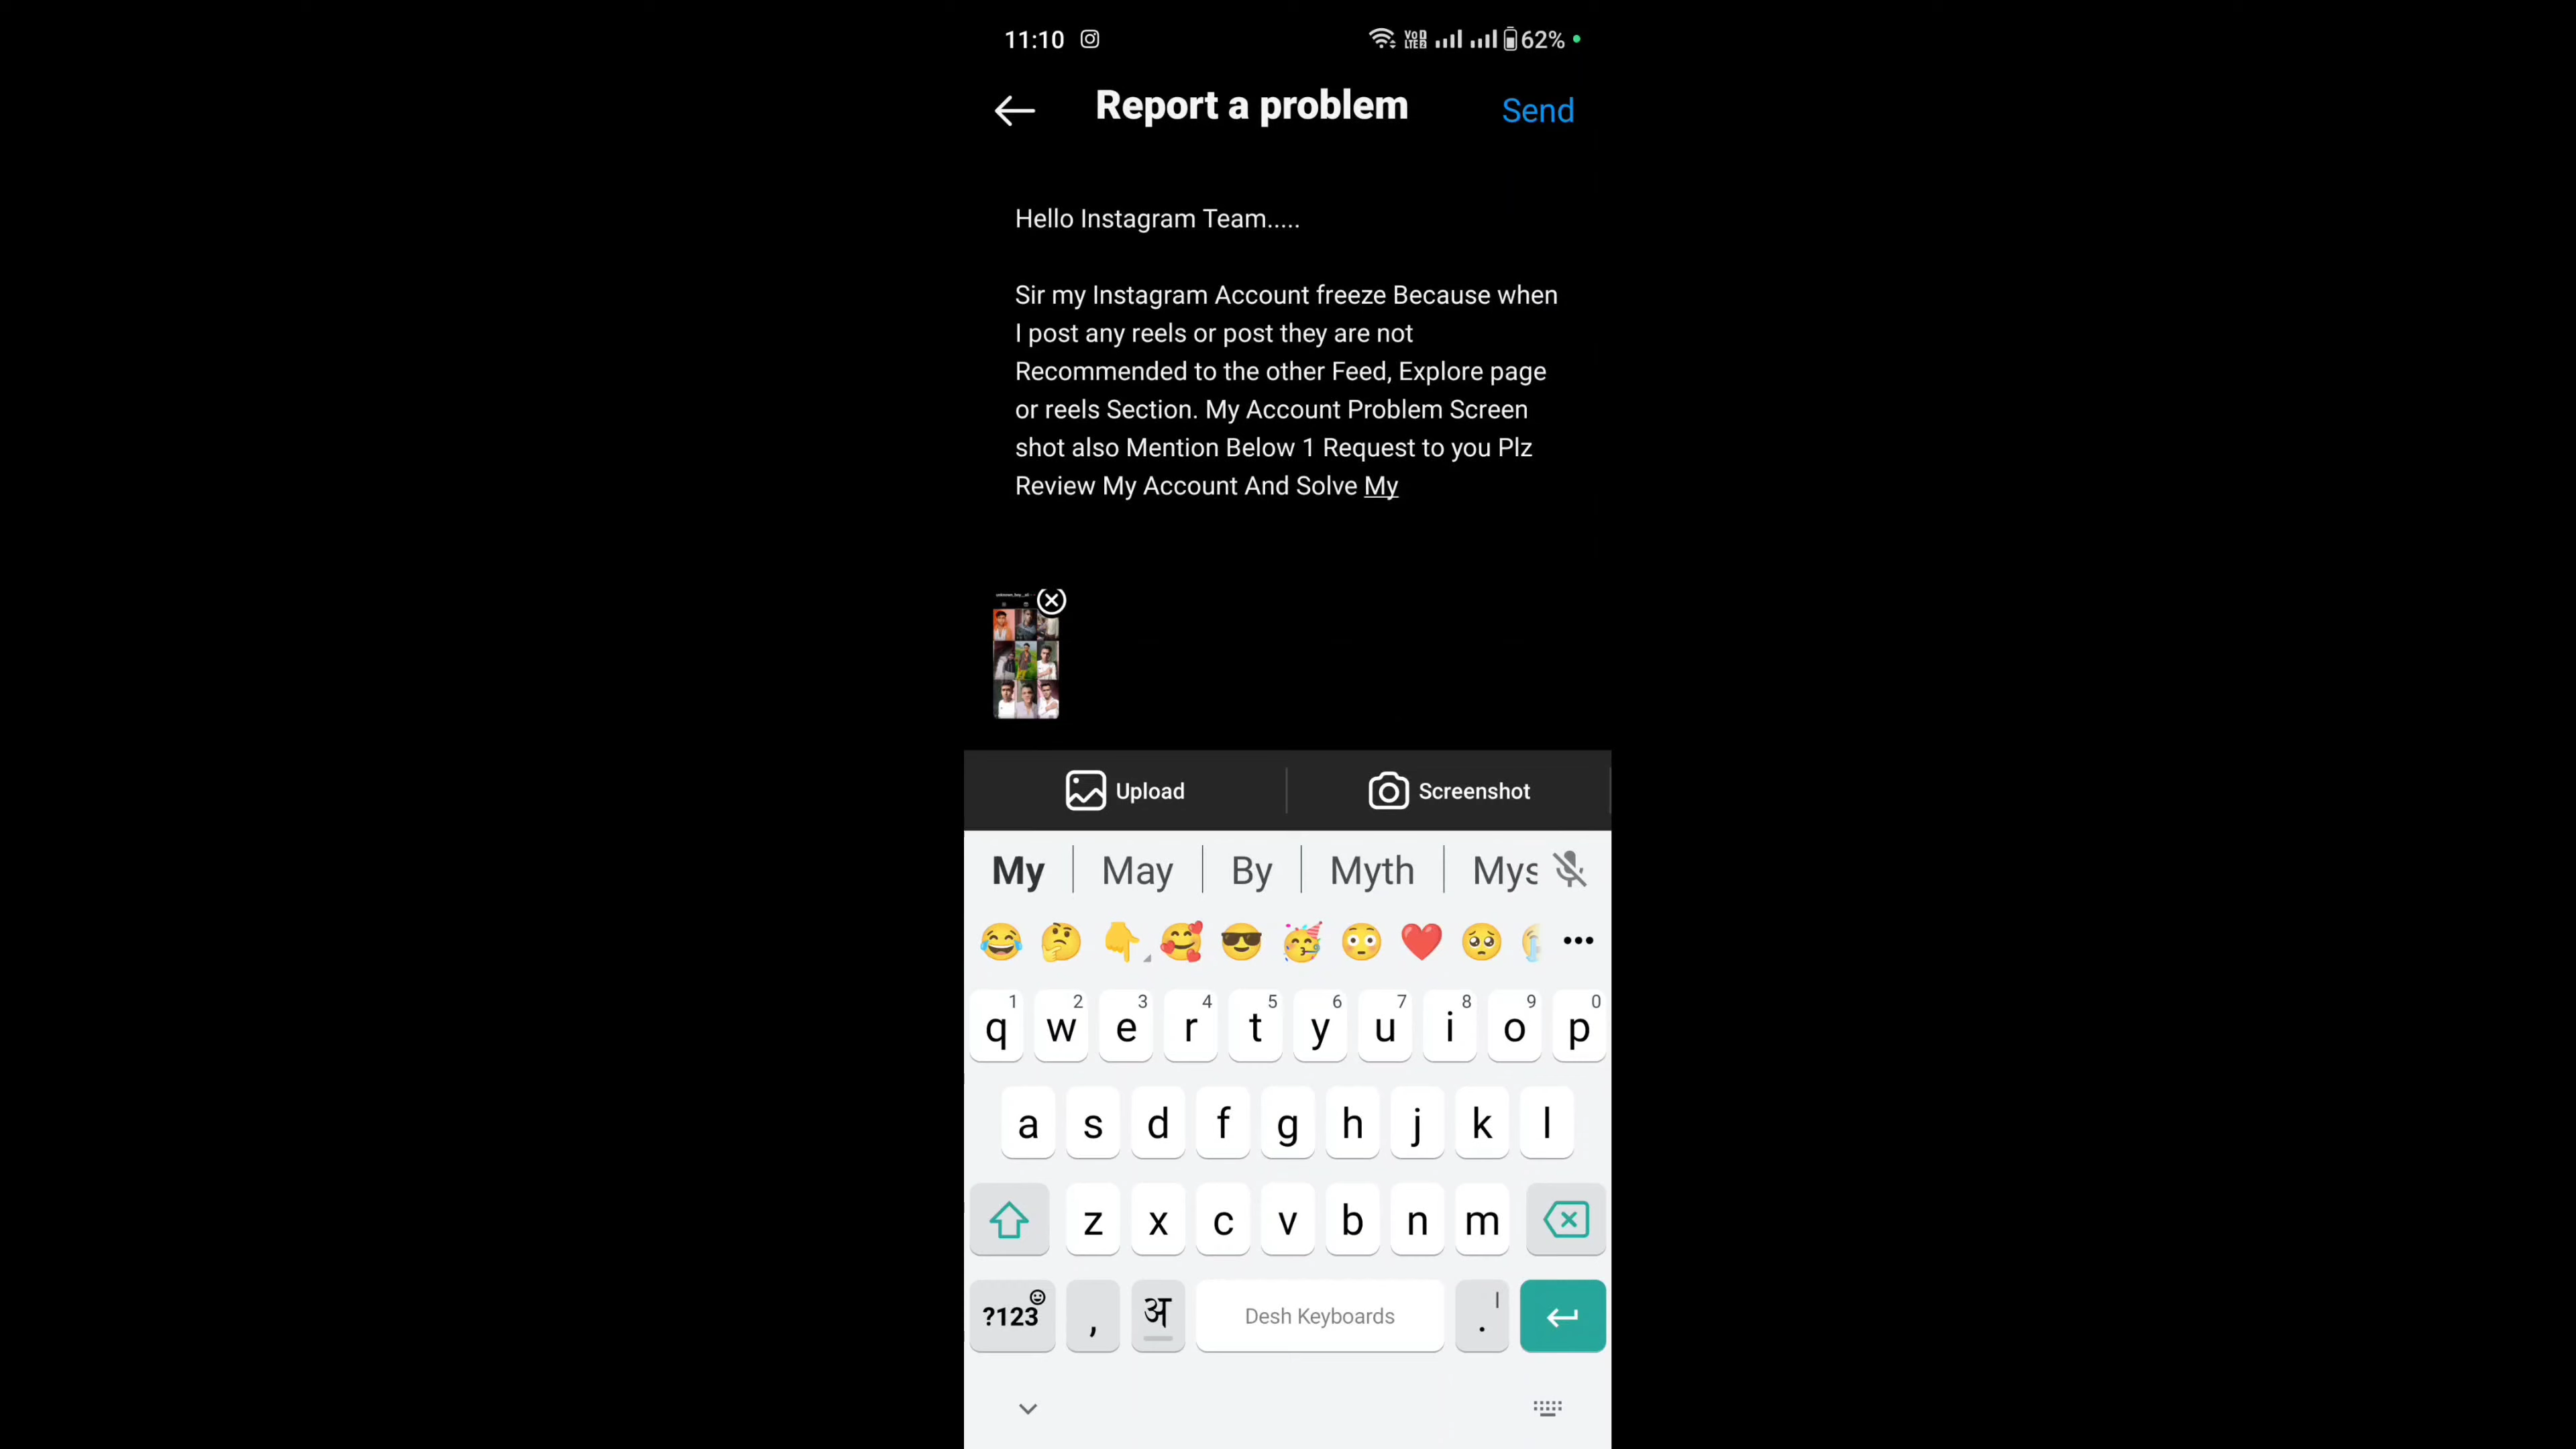 11:10 62%
Report a problem Send
Hello Instagram Team.....
Sir my Instagram Account freeze Because when
I post any reels or post they are not
Recommended to the other Feed, Explore page
or reels Section. My Account Problem Screen
shot also Mention Below 1 Request to you Plz
Review My Account And Solve My
Upload Screenshot
My May By Myth Mys
1 2 3 4 5 6 7 8 9 0
q w e r t y u i o p
a s d f g h j k l
z x c v b n m
?123 , अ Desh Keyboards . |